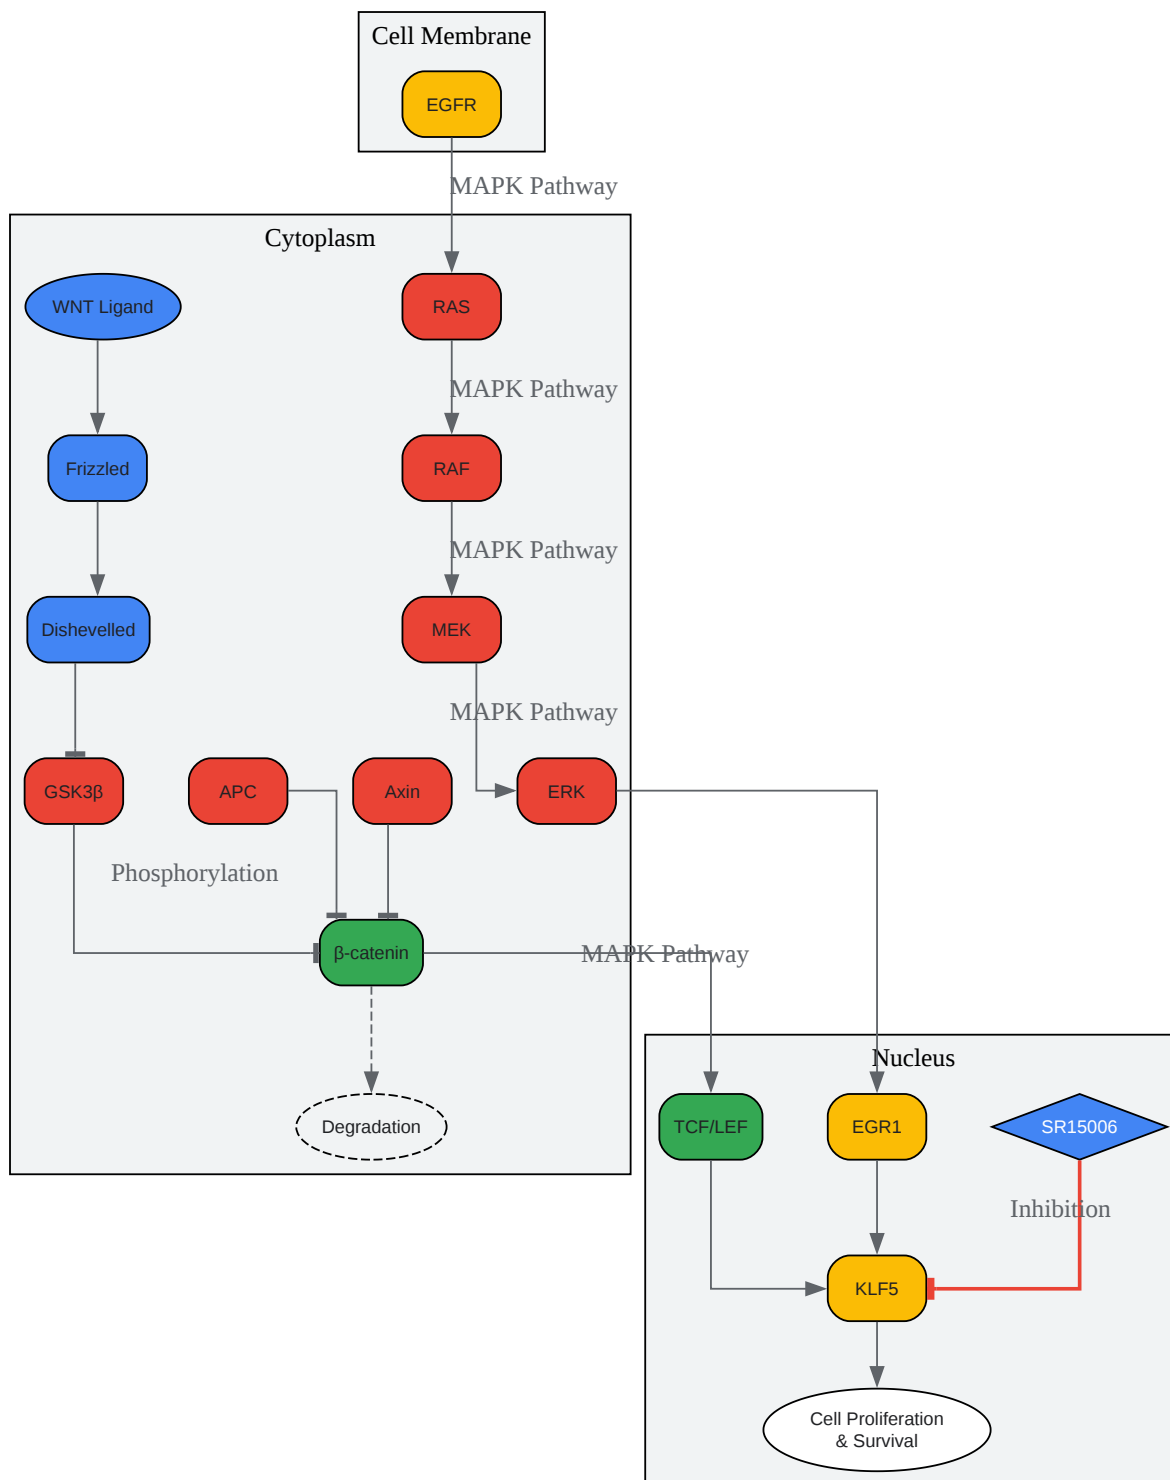 Cell Membrane
EGFR
MAPK Pathway
Cytoplasm
WNT Ligand
RAS
MAPK Pathway
Frizzled
RAF
MAPK Pathway
Dishevelled
MEK
MAPK Pathway
GSK3β
APC
Axin
ERK
Phosphorylation
β-catenin
MAPK Pathway
Nucleus
Degradation
TCF/LEF
EGR1
SR15006
Inhibition
KLF5
Cell Proliferation
& Survival